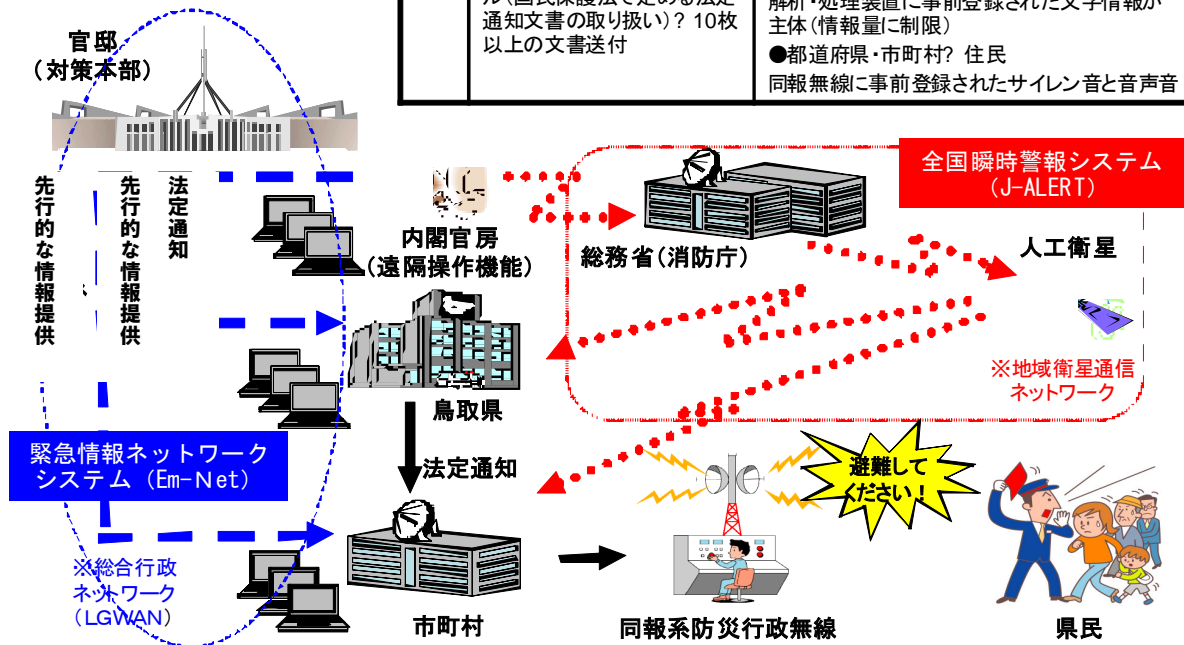 ル(国民保護法で定める法定
通知文書の取り扱い)? 10枚
以上の文書送付
解析・処理装置に事前登録された文字情報が
主体(情報量に制限)
●都道府県・市町村? 住民
同報無線に事前登録されたサイレン音と音声音
官邸
(対策本部)
全国瞬時警報システム
(J-ALERT)
先行的な情報提供
先行的な情報提供
法定通知
内閣官房
(遠隔操作機能)
総務省(消防庁)
人工衛星
※地域衛星通信
ネットワーク
鳥取県
緊急情報ネットワーク
システム (Em-Net)
法定通知
避難して
ください!
※総合行政
ネットワーク
(LGWAN)
市町村
同報系防災行政無線
県民